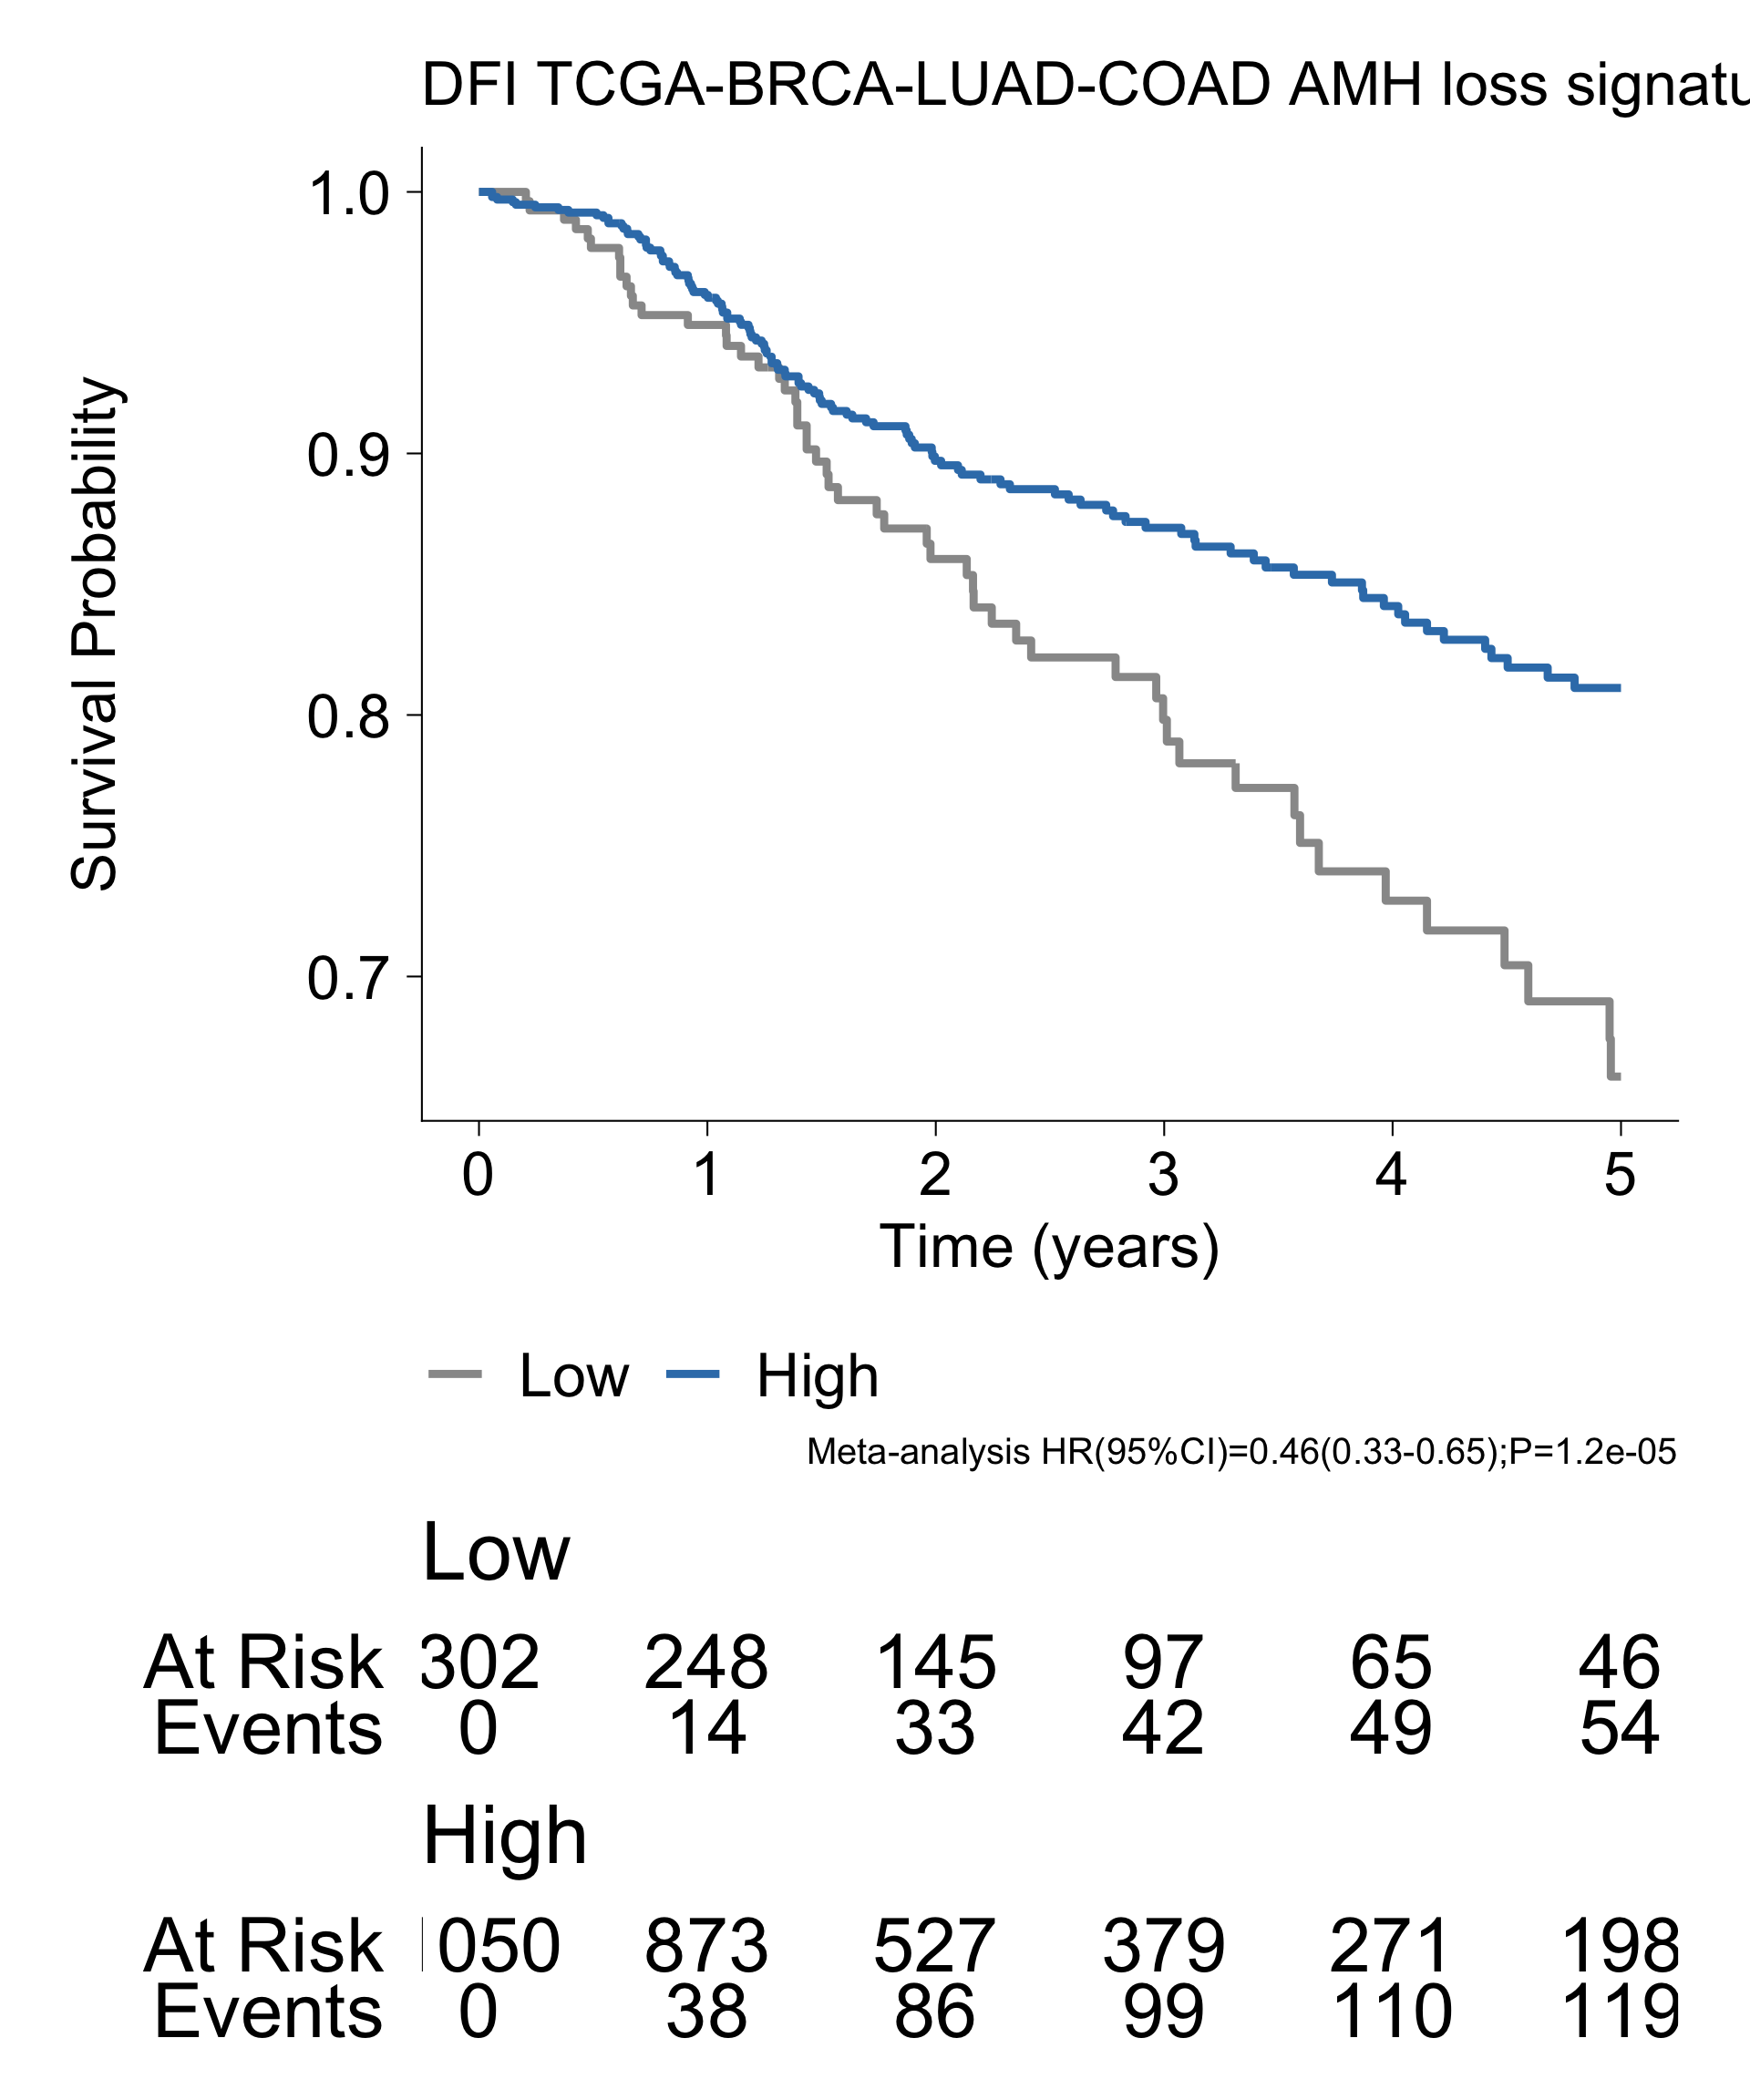 DFI TCGA-BRCA-LUAD-COAD AMH loss signatu
Survival Probability
1.0
0.9
0.8
0.7
0 1 2 3 4 5
Time (years)
Low High
Meta-analysis HR(95%CI)=0.46(0.33-0.65);P=1.2e-05
Low
At Risk 302 248 145 97 65 46
Events 0 14 33 42 49 54
High
At Risk 1050 873 527 379 271 198
Events 0 38 86 99 110 119